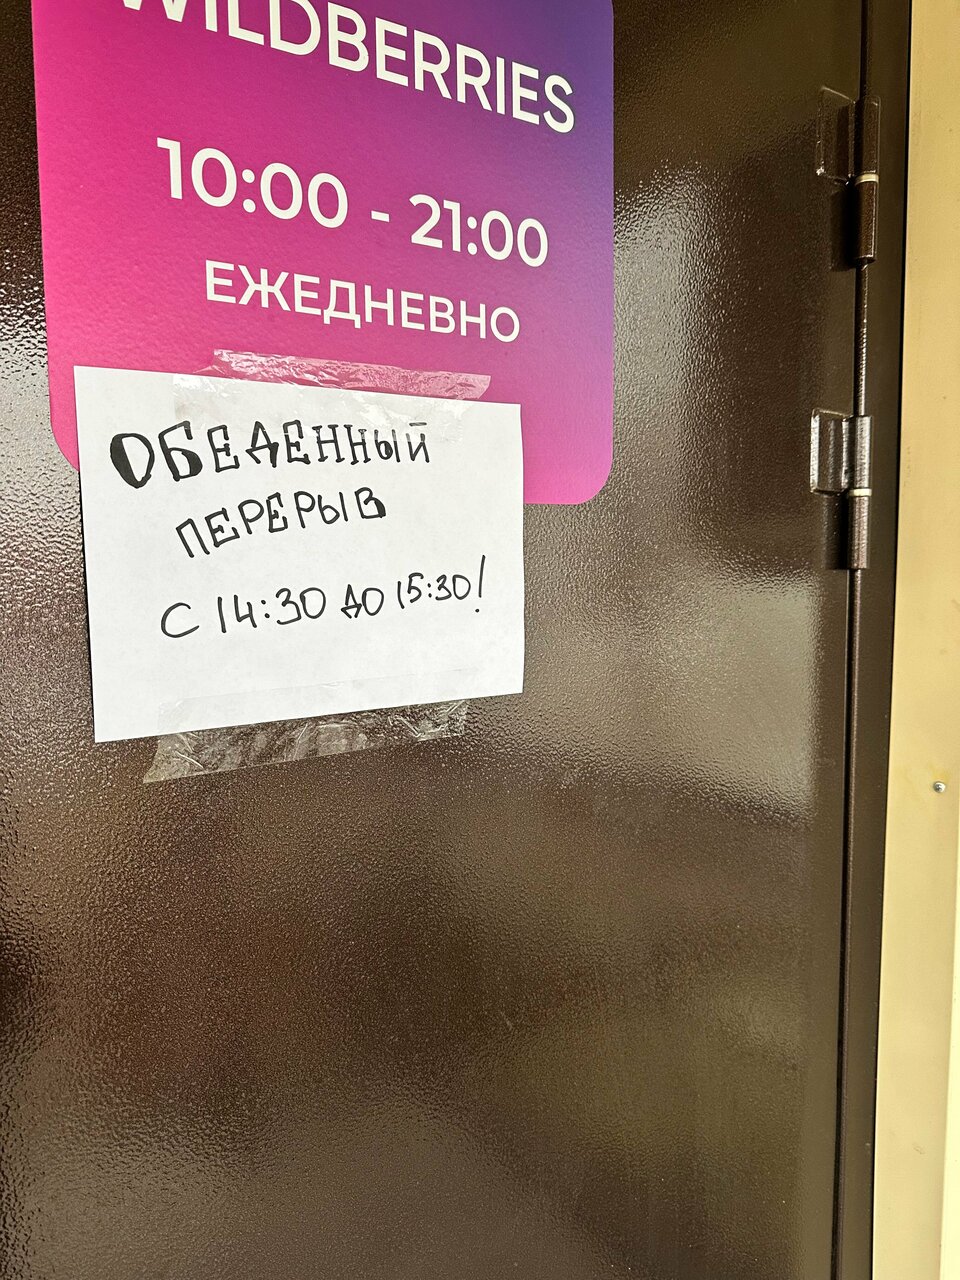 WILDBERRIES
10:00 - 21:00
ЕЖЕДНЕВНО
ОБЕДЕННЫЙ
ПЕРЕРЫВ
С 14:30 ДО 15:30!